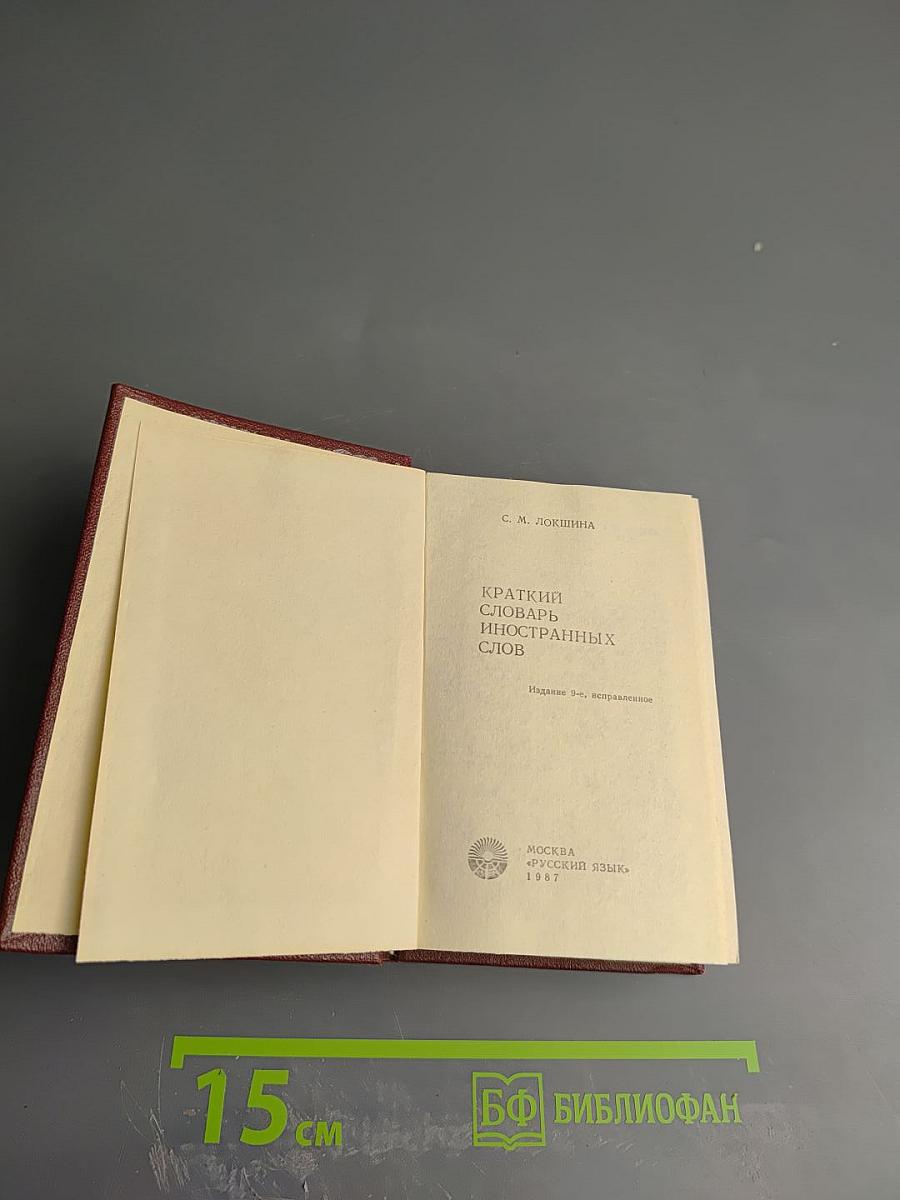 С. М. ЛОКШИНА
КРАТКИЙ
СЛОВАРЬ
ИНОСТРАННЫХ
СЛОВ
Издание 9-е, исправленное
МОСКВА
«РУССКИЙ ЯЗЫК»
1987
15 см
БФ БИБЛИОФАН